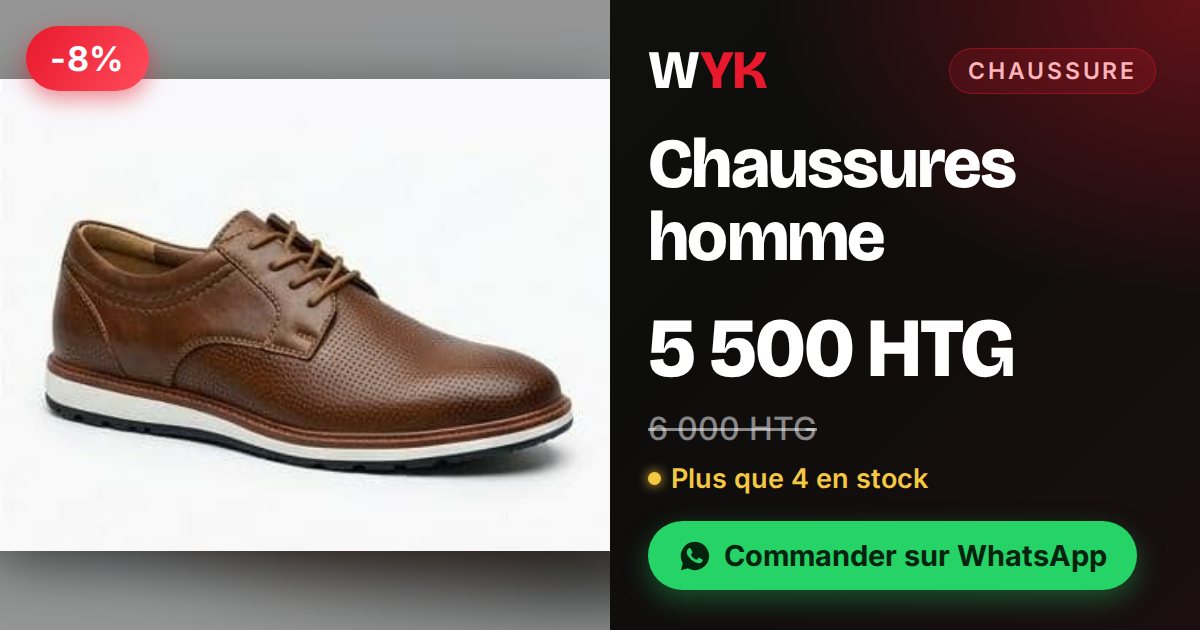 -8%
WYK
CHAUSSURE
Chaussures
homme
5 500 HTG
6 000 HTG
Plus que 4 en stock
Commander sur WhatsApp